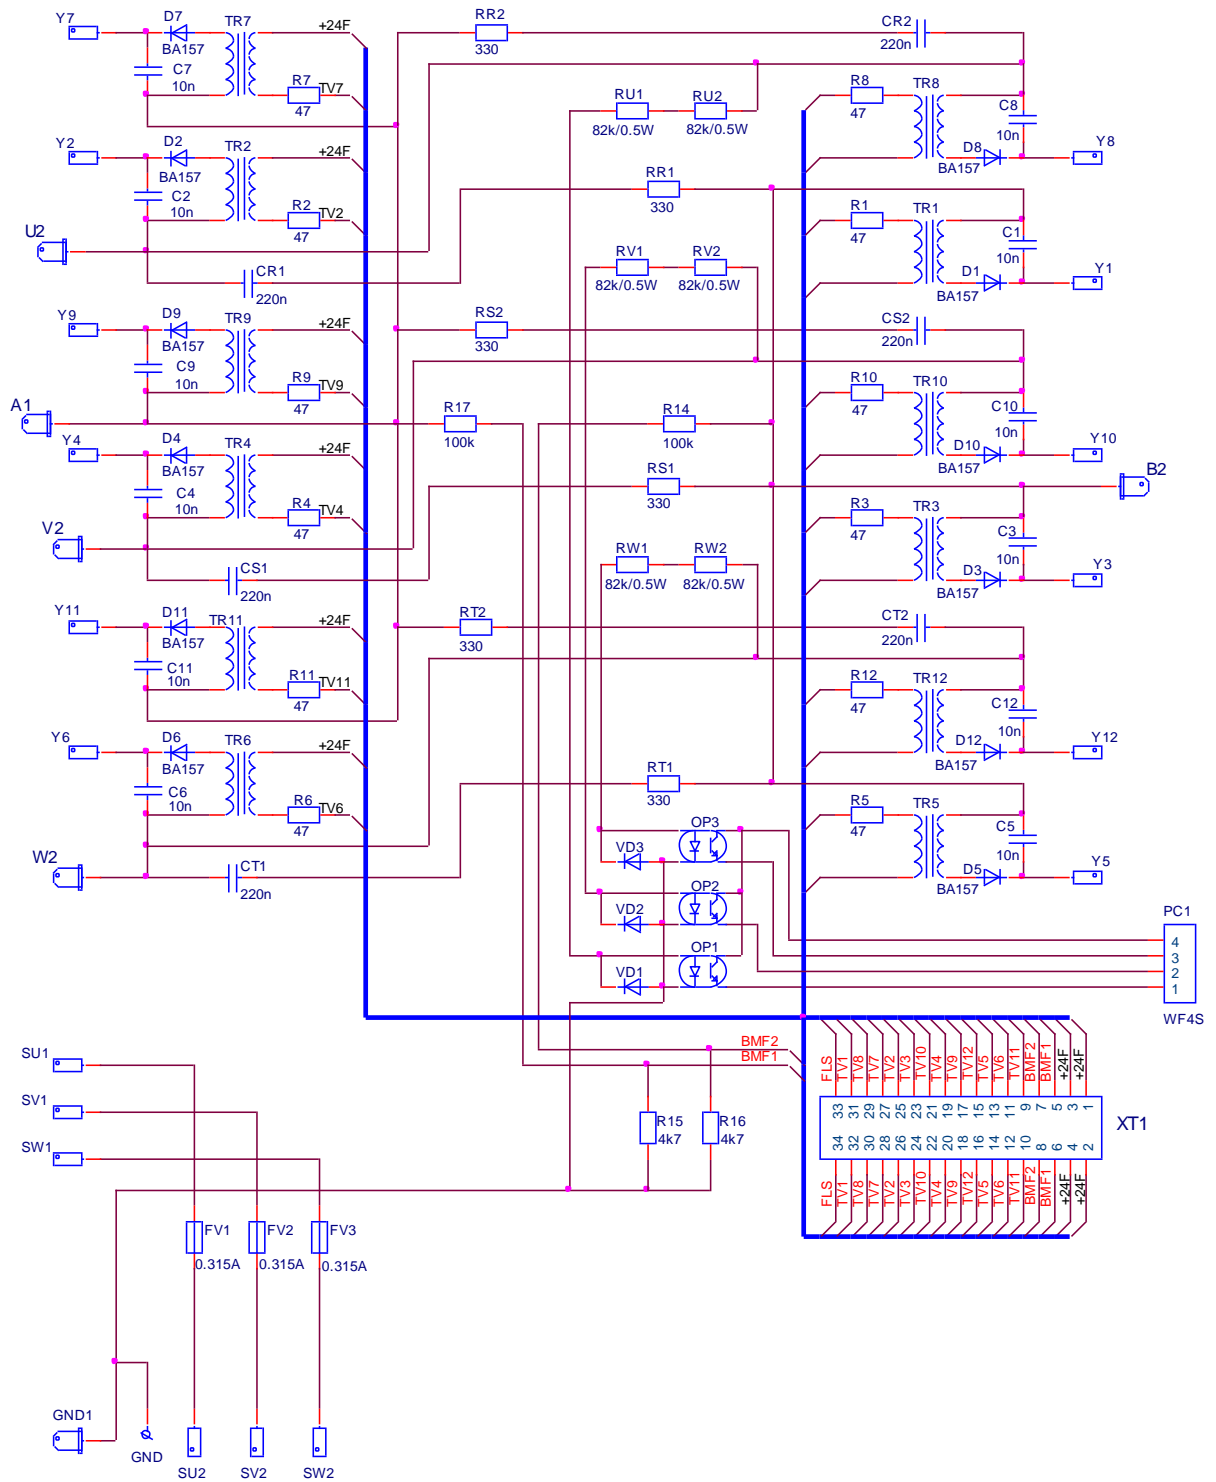 Y7
D7
BA157
TR7
+24F
C7
10n
R7
47
TV7
RR2
330
CR2
220n
RU1
82k/0.5W
RU2
82k/0.5W
R8
47
TR8
C8
10n
D8
BA157
Y8
Y2
D2
BA157
TR2
+24F
C2
10n
R2
47
TV2
U2
CR1
220n
RR1
330
R1
47
TR1
C1
10n
D1
BA157
Y1
RV1
82k/0.5W
RV2
82k/0.5W
Y9
D9
BA157
TR9
+24F
C9
10n
R9
47
TV9
RS2
330
CS2
220n
A1
R17
100k
R14
100k
R10
47
TR10
C10
10n
D10
BA157
Y10
Y4
D4
BA157
TR4
+24F
C4
10n
R4
47
TV4
RS1
330
B2
V2
CS1
220n
R3
47
TR3
C3
10n
D3
BA157
Y3
RW1
82k/0.5W
RW2
82k/0.5W
Y11
D11
BA157
TR11
+24F
C11
10n
R11
47
TV11
RT2
330
CT2
220n
R12
47
TR12
C12
10n
D12
BA157
Y12
Y6
D6
BA157
TR6
+24F
C6
10n
R6
47
TV6
RT1
330
W2
CT1
220n
R5
47
TR5
C5
10n
D5
BA157
Y5
OP3
VD3
OP2
VD2
OP1
VD1
PC1
4
3
2
1
WF4S
BMF2
BMF1
SU1
SV1
SW1
R15
4k7
R16
4k7
FLS TV1 TV8 TV7 TV2 TV3 TV10 TV4 TV9 TV12 TV5 TV6 TV11 BMF2 BMF1 +24F +24F
33 31 29 27 25 23 21 19 17 15 13 11 9 7 5 3 1
34 32 30 28 26 24 22 20 18 16 14 12 10 8 6 4 2
XT1
FLS TV1 TV8 TV7 TV2 TV3 TV10 TV4 TV9 TV12 TV5 TV6 TV11 BMF2 BMF1 +24F +24F
FV1
0.315A
FV2
0.315A
FV3
0.315A
GND1
GND
SU2
SV2
SW2